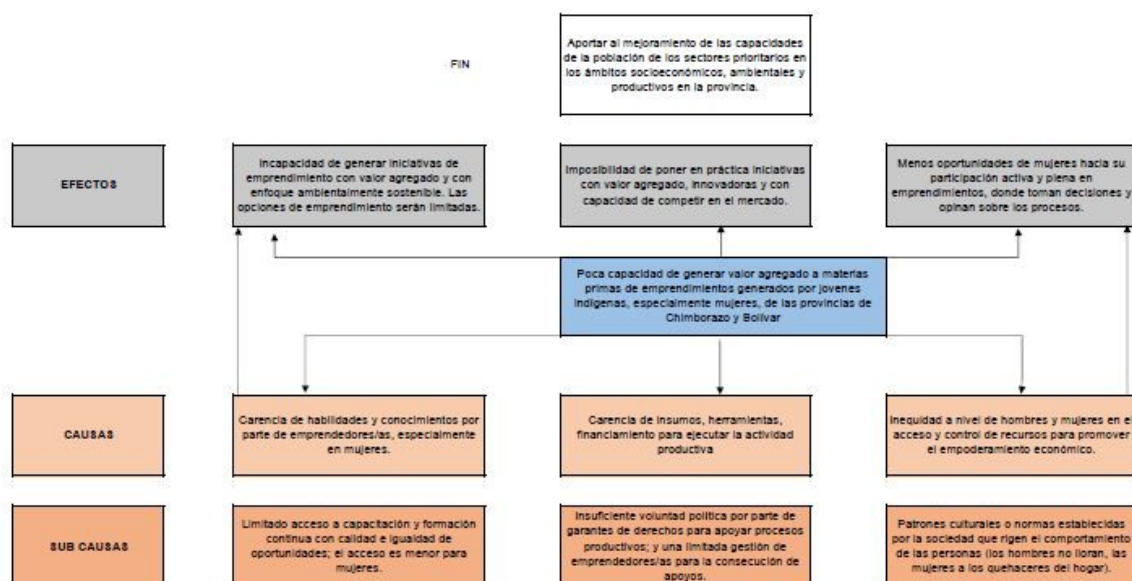 FIN
Aportar al mejoramiento de las capacidades
de la población de los sectores prioritarios en
los ámbitos socioeconómicos, ambientales y
productivos en la provincia.
EFECTOS
Incapacidad de generar iniciativas de
emprendimiento con valor agregado y con
enfoque ambientalmente sostenible. Las
opciones de emprendimiento serán limitadas.
Imposibilidad de poner en práctica iniciativas
con valor agregado, innovadoras y con
capacidad de competir en el mercado.
Menos oportunidades de mujeres hacia su
participación activa y plena en
emprendimientos, donde toman decisiones y
opinan sobre los procesos.
Poca capacidad de generar valor agregado a materias
primas de emprendimientos generados por jovenes
indigenas, especialmente mujeres, de las provincias de
Chimborazo y Bolívar
CAUSAS
Carencia de habilidades y conocimientos por
parte de emprendedores/as, especialmente
en mujeres.
Carencia de insumos, herramientas,
financiamiento para ejecutar la actividad
productiva
Inequidad a nivel de hombres y mujeres en el
acceso y control de recursos para promover
el empoderamiento económico.
SUB CAUSAS
Limitado acceso a capacitación y formación
continua con calidad e igualdad de
oportunidades; el acceso es menor para
mujeres.
Insuficiente voluntad política por parte de
garantes de derechos para apoyar procesos
productivos; y una limitada gestión de
emprendedores/as para la consecución de
apoyos.
Patrones culturales o normas establecidas
por la sociedad que rigen el comportamiento
de las personas (los hombres no lloran, las
mujeres a los quehaceres del hogar).